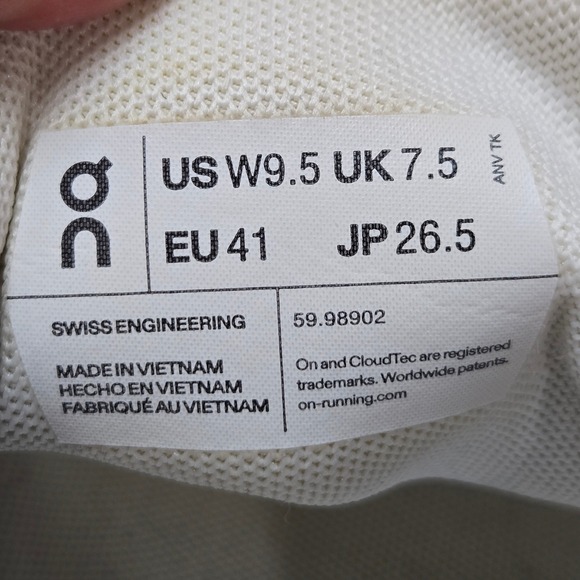 On
US W9.5 UK 7.5
EU 41 JP 26.5
ANV TK
SWISS ENGINEERING
MADE IN VIETNAM
HECHO EN VIETNAM
FABRIQUÉ AU VIETNAM
59.98902
On and CloudTec are registered
trademarks. Worldwide patents.
on-running.com